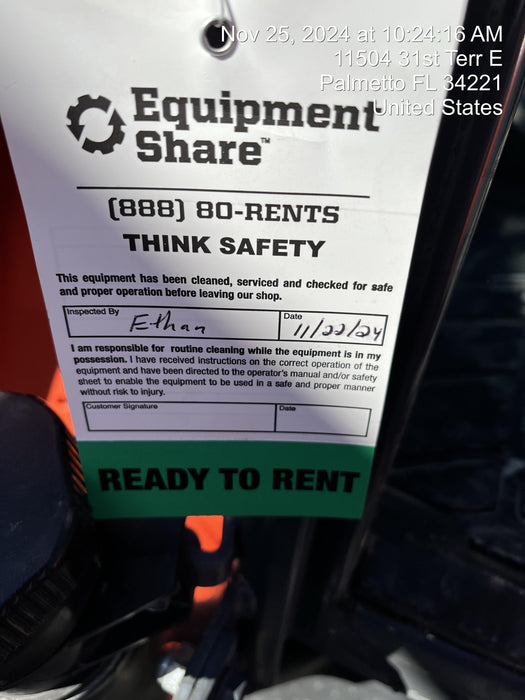 Nov 25, 2024 at 10:24:16 AM
11504 31st Terr E
Palmetto FL 34221
United States
Equipment
Share™
(888) 80-RENTS
THINK SAFETY
This equipment has been cleaned, serviced and checked for safe
and proper operation before leaving our shop.
Inspected By
Ethan
Date
11/22/24
I am responsible for routine cleaning while the equipment is in my
possession. I have received instructions on the correct operation of the
equipment and have been directed to the operator's manual and/or safety
sheet to enable the equipment to be used in a safe and proper manner
without risk to injury.
Customer Signature
Date
READY TO RENT